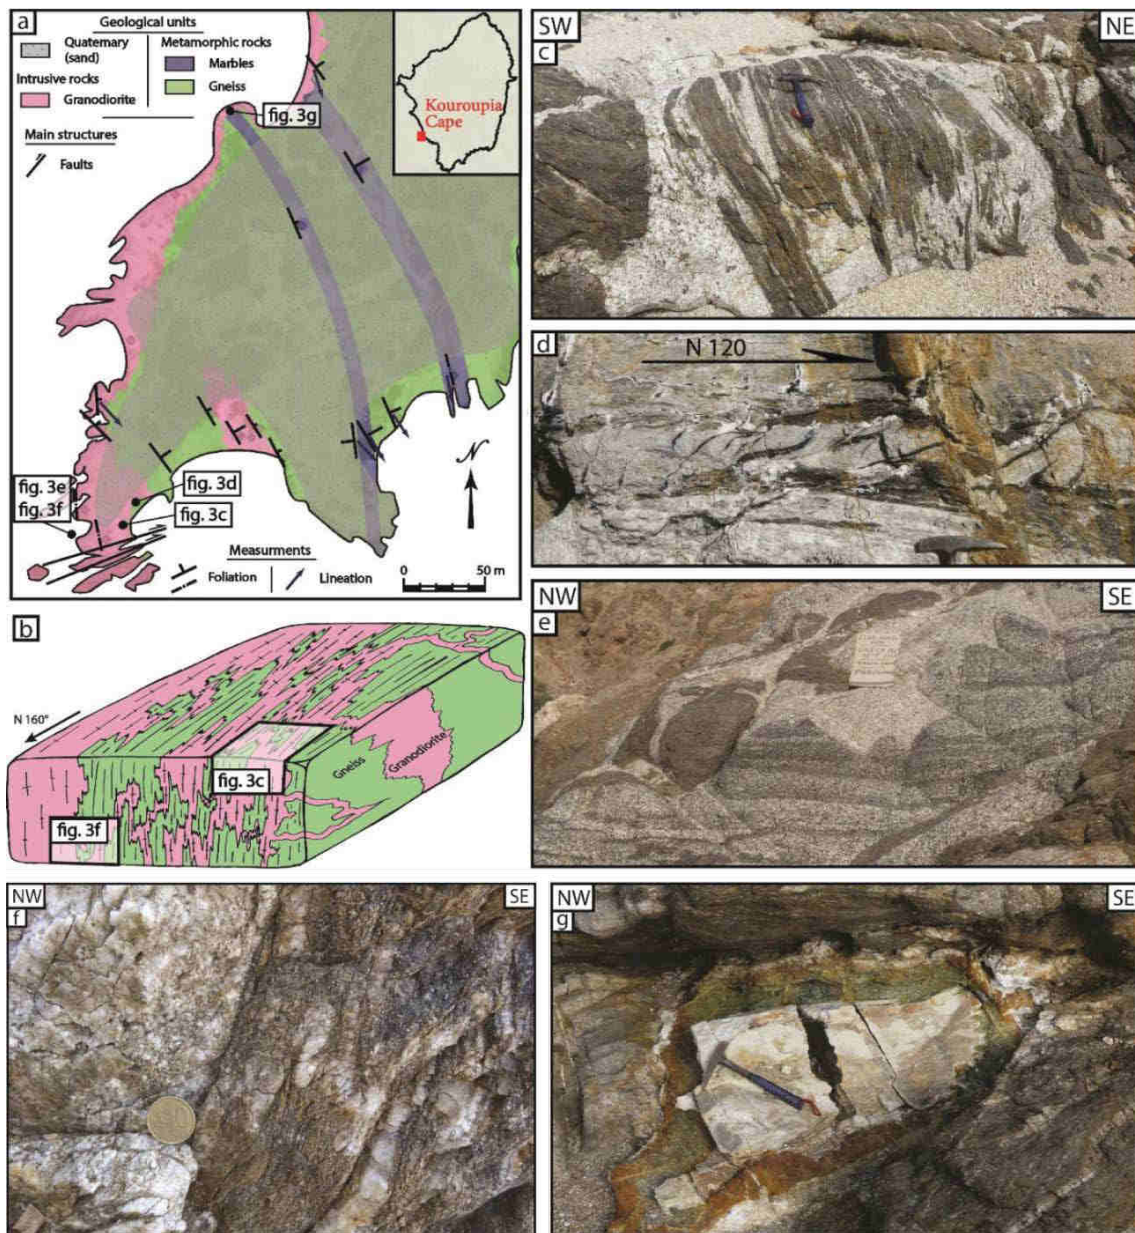 a
Geological units
Quaternary
(sand)
Intrusive rocks
Granodiorite
Metamorphic rocks
Marbles
Gneiss
Main structures
Faults
Kouroupia
Cape
fig. 3g
fig. 3e
fig. 3f
fig. 3d
fig. 3c
N
Measurments
Foliation
Lineation
0
50 m
b
N 160°
fig. 3c
fig. 3f
Gneiss
Granodiorite
SW
NE
c
d
N 120
NW
SE
e
NW
SE
f
NW
SE
g